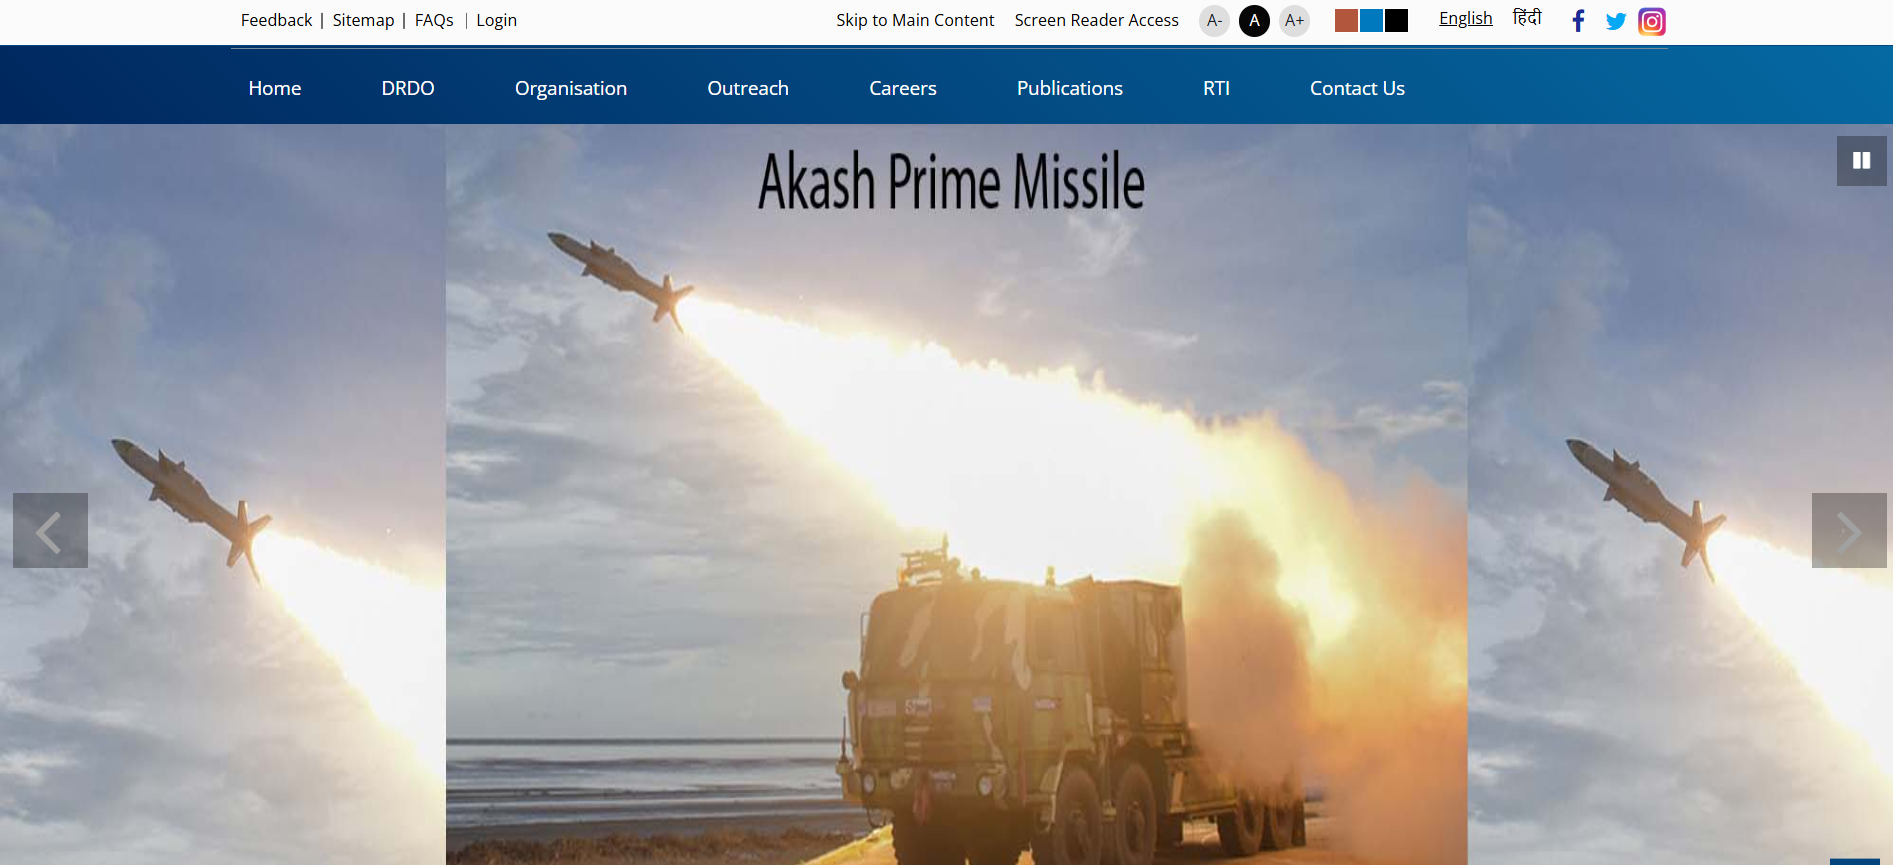 Feedback | Sitemap | FAQs | Login Skip to Main Content Screen Reader Access A- A A+ English हिंदी
Home DRDO Organisation Outreach Careers Publications RTI Contact Us
Akash Prime Missile